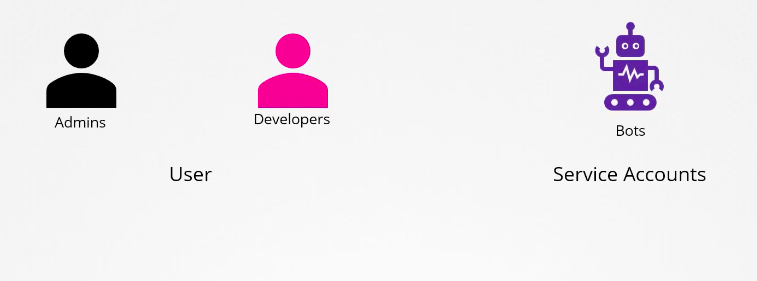 Admins
Developers
Bots
User
Service Accounts